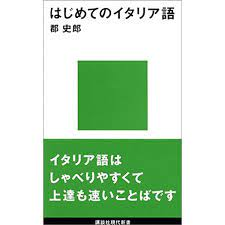 はじめてのイタリア語
郡 史郎
イタリア語は
しゃべりやすくて
上達も速いことばです
講談社現代新書